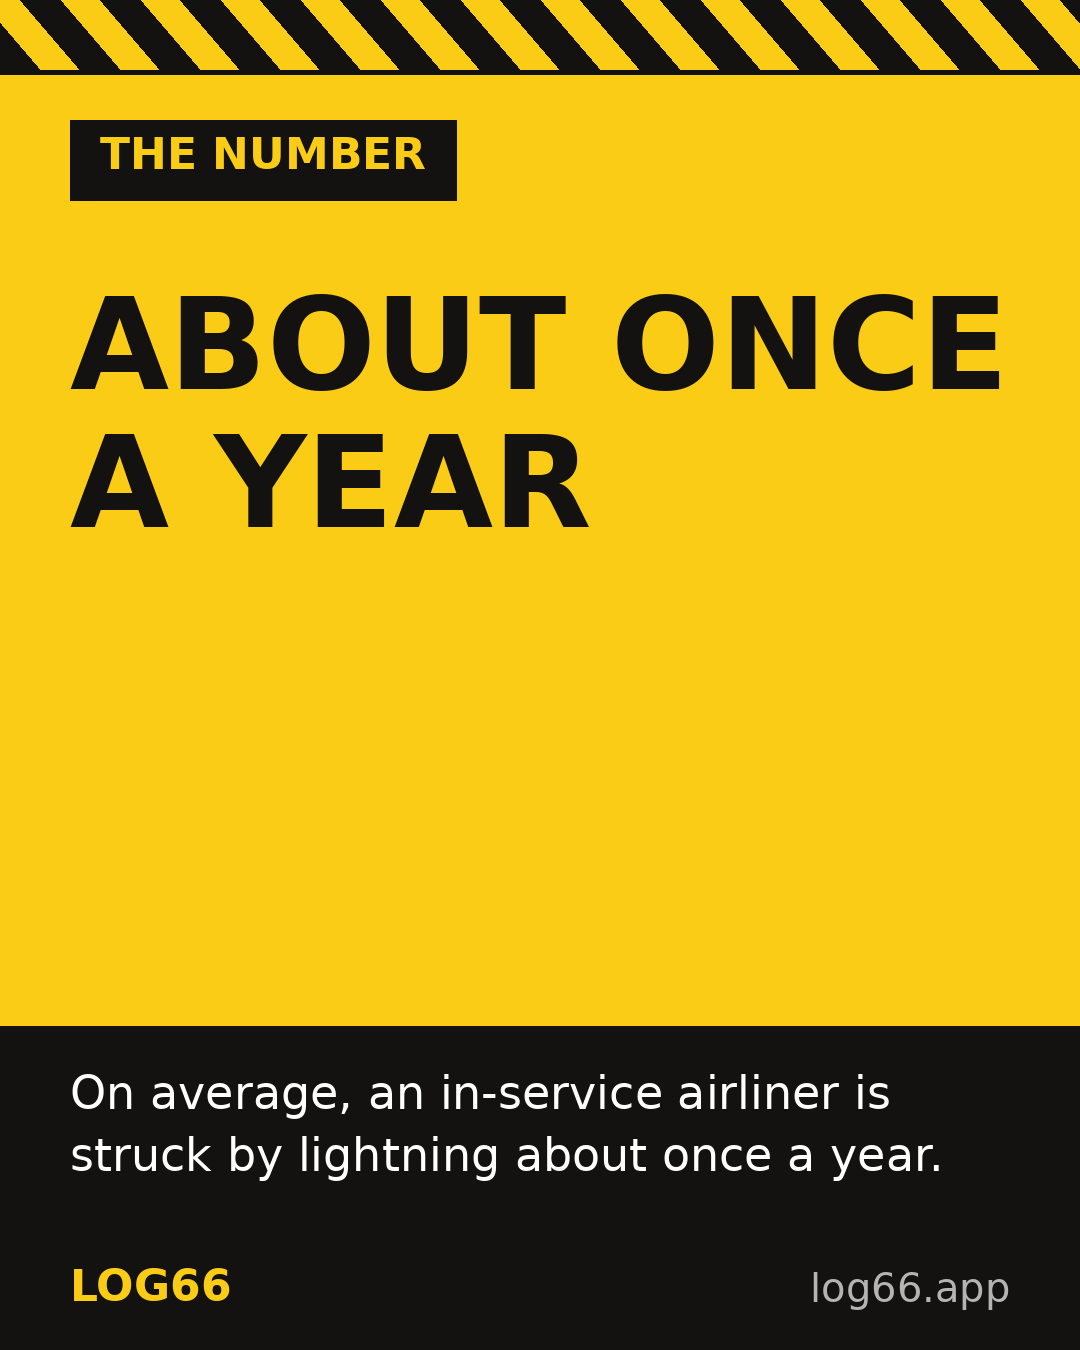 THE NUMBER
ABOUT ONCE
A YEAR
On average, an in-service airliner is
struck by lightning about once a year.
LOG66
log66.app